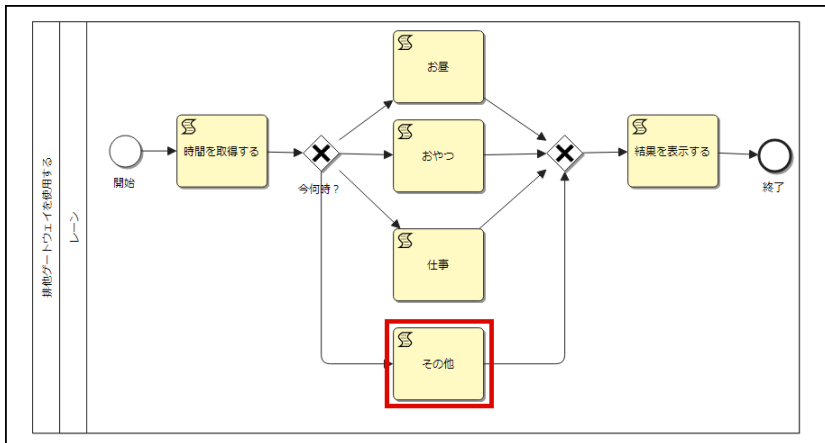 排他ゲートウェイを使用する
レーン
開始
時間を取得する
今何時？
お昼
おやつ
仕事
その他
結果を表示する
終了